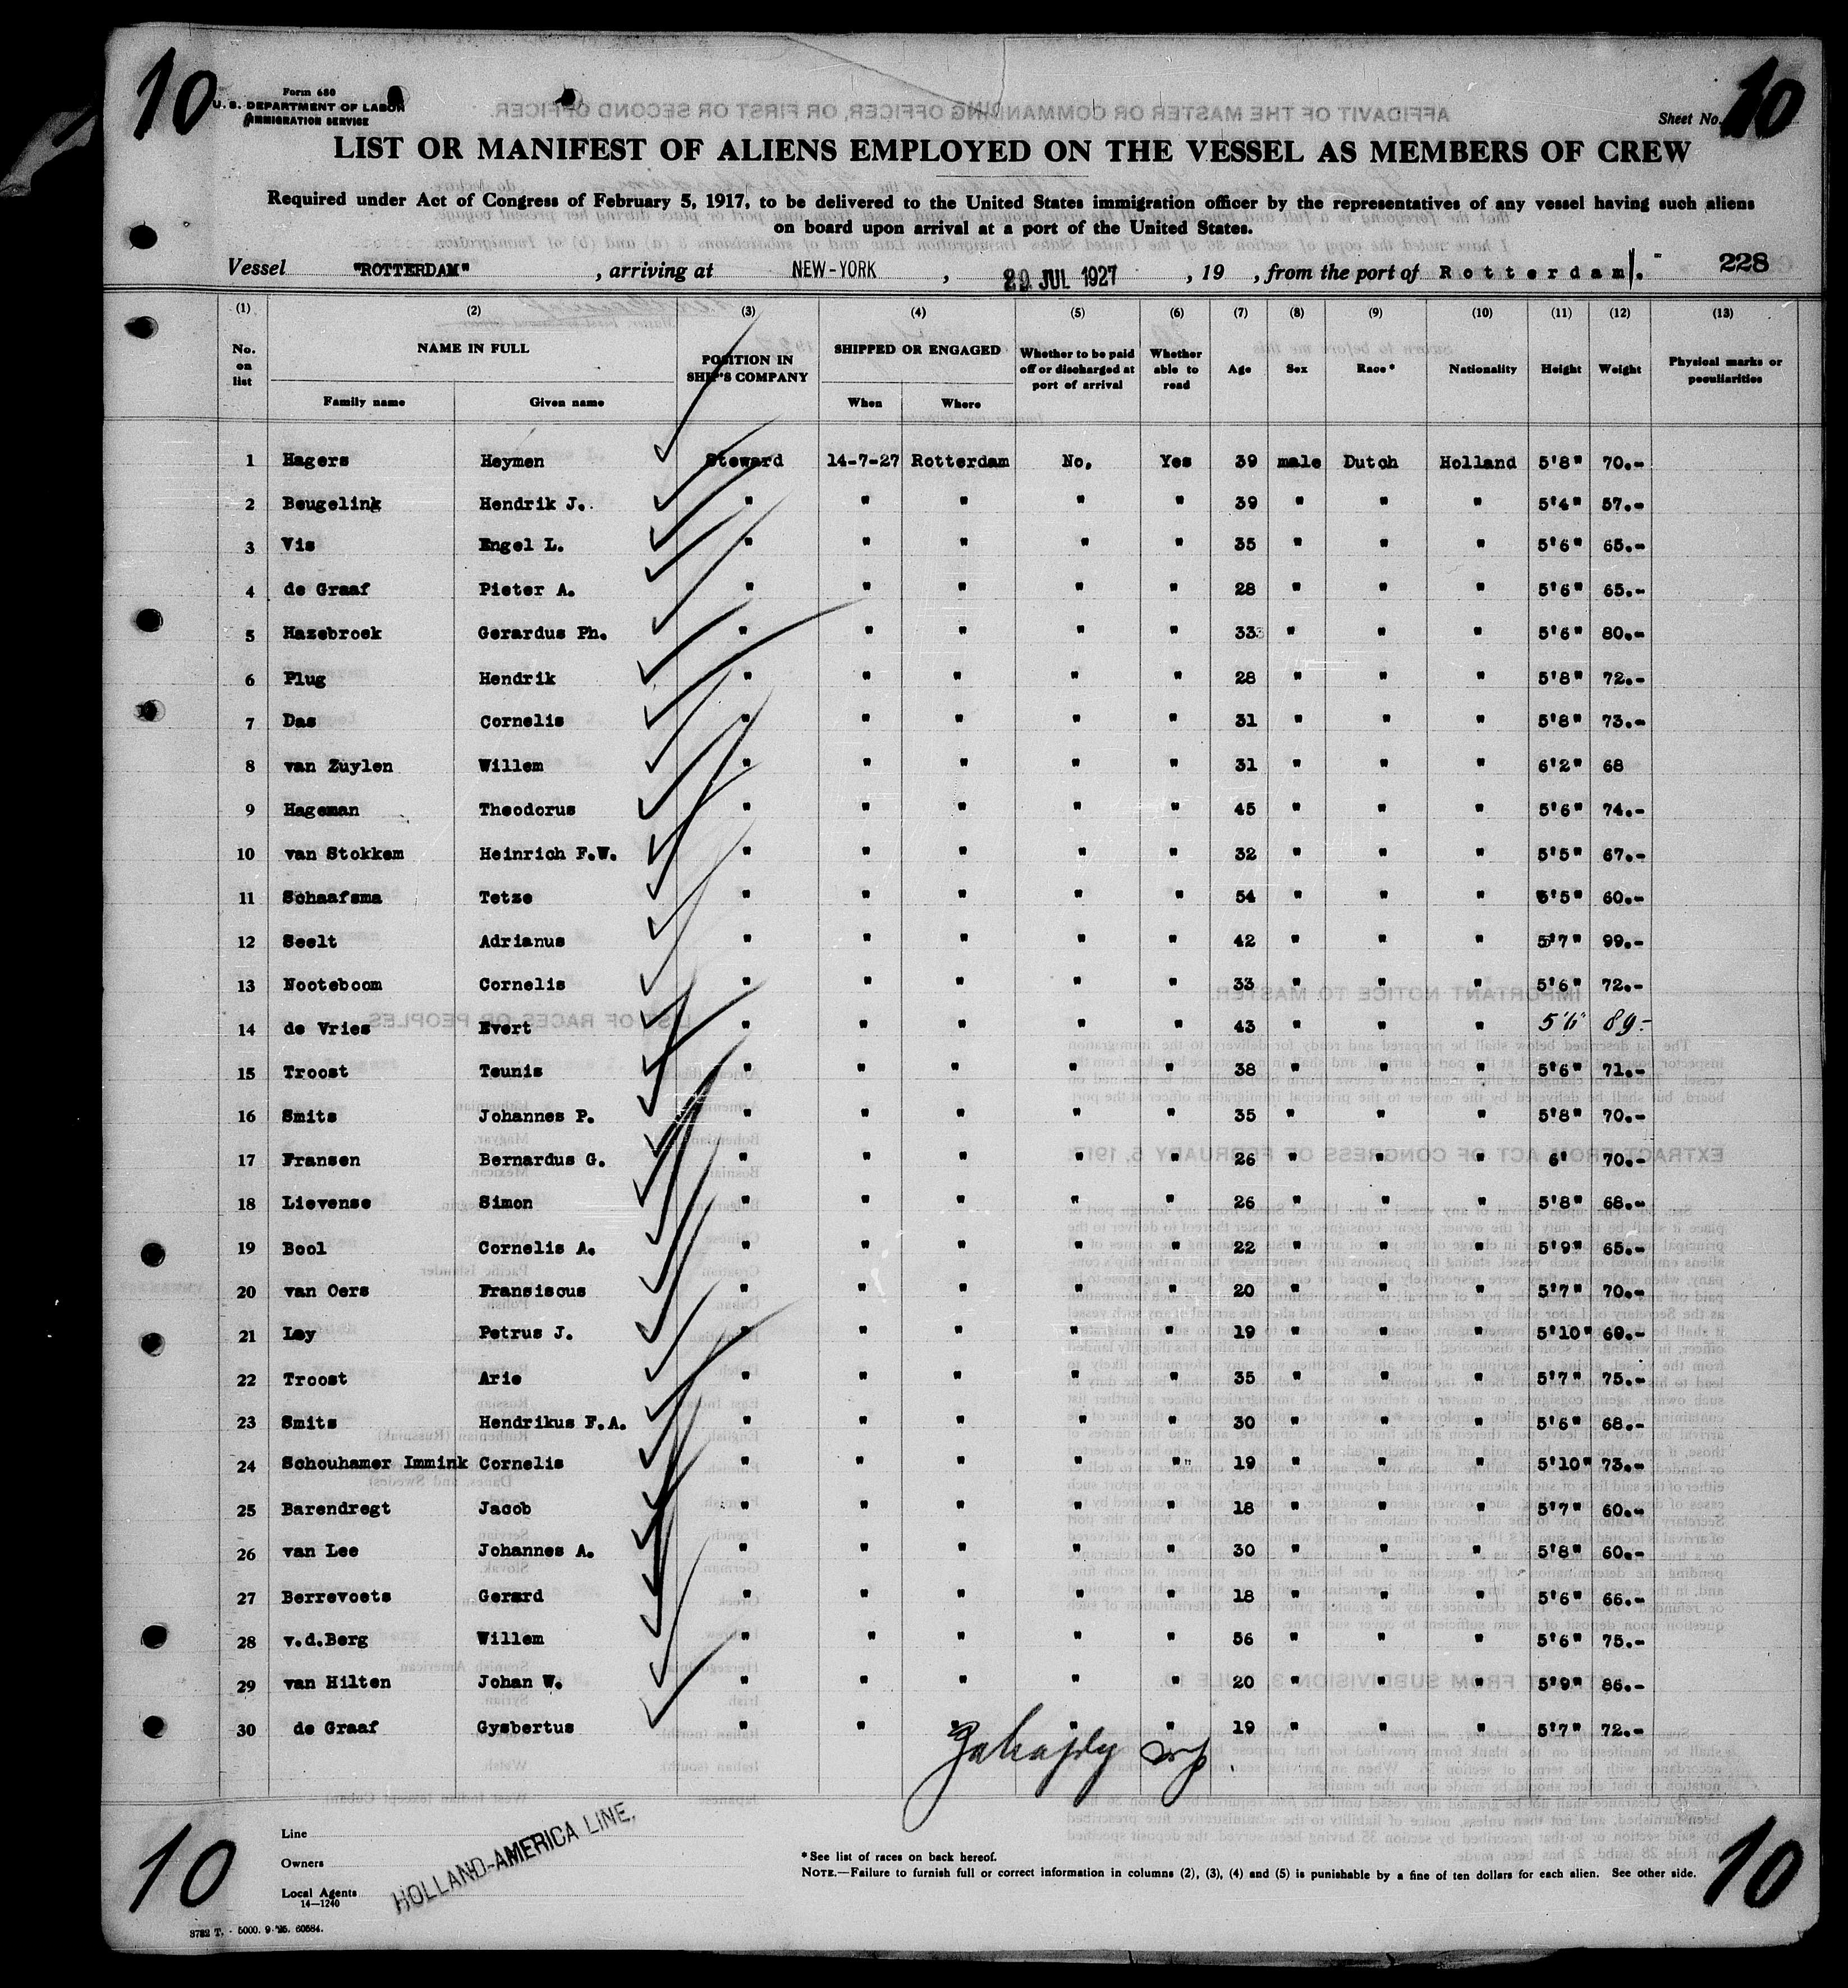 10
Form 680
U. S. DEPARTMENT OF LABOR
IMMIGRATION SERVICE
Sheet No. 10
LIST OR MANIFEST OF ALIENS EMPLOYED ON THE VESSEL AS MEMBERS OF CREW
Required under Act of Congress of February 5, 1917, to be delivered to the United States immigration officer by the representatives of any vessel having such aliens
on board upon arrival at a port of the United States.
Vessel "ROTTERDAM" , arriving at NEW-YORK , 29 JUL 1927 , 19 , from the port of Rotterdam. 228
(1) (2) (3) (4) (5) (6) (7) (8) (9) (10) (11) (12) (13)
No. on list NAME IN FULL POSITION IN SHIP'S COMPANY SHIPPED OR ENGAGED Whether to be paid off or discharged at port of arrival Whether able to read Age Sex Race* Nationality Height Weight Physical marks or peculiarities
Family name Given name When Where
1 Hagers Heymen Steward 14-7-27 Rotterdam No. Yes 39 male Dutch Holland 5'8" 70.-
2 Beugelink Hendrik J. " " " " " 39 " " " 5'4" 57.-
3 Vis Engel L. " " " " " 35 " " " 5'6" 65.-
4 de Graaf Pieter A. " " " " " 28 " " " 5'6" 65.-
5 Hazebroek Gerardus Ph. " " " " " 33 " " " 5'6" 80.-
6 Plug Hendrik " " " " " 28 " " " 5'8" 72.-
7 Das Cornelis " " " " " 31 " " " 5'8" 73.-
8 van Zuylen Willem " " " " " 31 " " " 6'2" 68
9 Hageman Theodorus " " " " " 45 " " " 5'6" 74.-
10 van Stokkem Heinrich F.W. " " " " " 32 " " " 5'5" 67.-
11 Schaafsma Tetze " " " " " 54 " " " 5'5" 60.-
12 Seelt Adrianus " " " " " 42 " " " 5'7" 99.-
13 Nooteboom Cornelis " " " " " 33 " " " 5'6" 72.-
14 de Vries Evert " " " " " 43 " " " 5'6" 89-
15 Troost Teunis " " " " " 38 " " " 5'6" 71.-
16 Smits Johannes P. " " " " " 35 " " " 5'8" 70.-
17 Fransen Bernardus G. " " " " " 26 " " " 6' 70.-
18 Lievense Simon " " " " " 26 " " " 5'8" 68.-
19 Bool Cornelis A. " " " " " 22 " " " 5'9" 65.-
20 van Oers Fransiscus " " " " " 20 " " " 5'7" 70.-
21 Ley Petrus J. " " " " " 19 " " " 5'10" 60.-
22 Troost Arie " " " " " 35 " " " 5'7" 75.-
23 Smits Hendrikus F.A. " " " " " 30 " " " 5'6" 68.-
24 Schouhamer Immink Cornelis " " " " " 19 " " " 5'10" 73.-
25 Barendregt Jacob " " " " " 18 " " " 5'7" 60.-
26 van Lee Johannes A. " " " " " 30 " " " 5'8" 60.-
27 Berrevoets Gerard " " " " " 18 " " " 5'6" 66.-
28 v.d.Berg Willem " " " " " 56 " " " 5'6" 75.-
29 van Hilten Johan W. " " " " " 20 " " " 5'9" 86.-
30 de Graaf Gysbertus " " " " " 19 " " " 5'7" 72.-
Line
Owners
Local Agents
HOLLAND-AMERICA LINE,
14—1240
*See list of races on back hereof.
NOTE.—Failure to furnish full or correct information in columns (2), (3), (4) and (5) is punishable by a fine of ten dollars for each alien. See other side.
10
10
3782 T. - 5000. 9-'25. 60584.